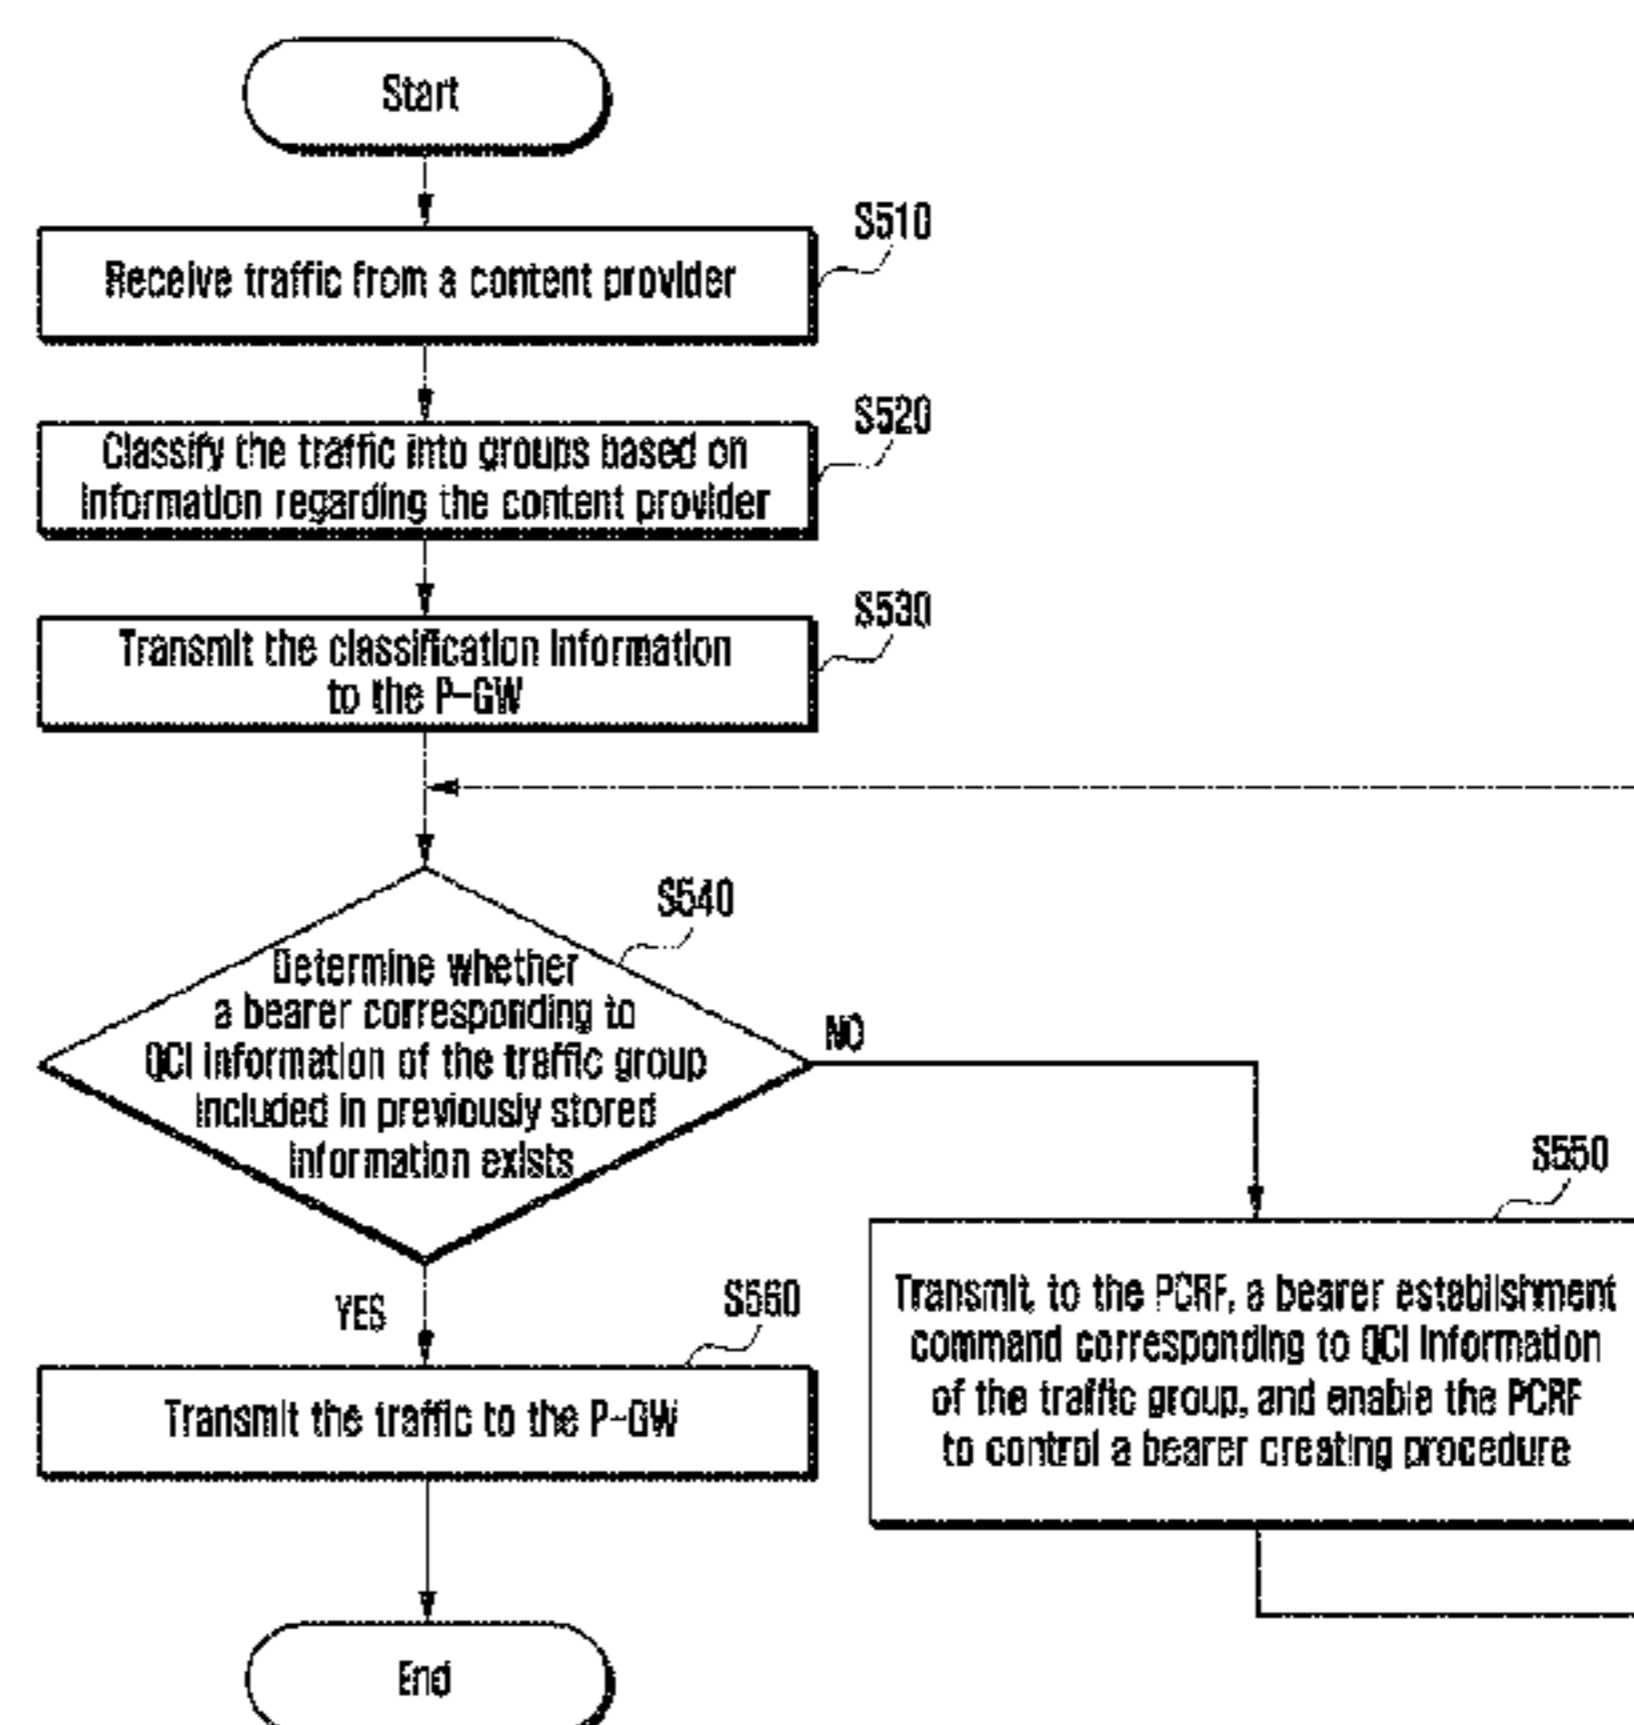 Start
S510
Receive traffic from a content provider
S520
Classify the traffic into groups based on
information regarding the content provider
S530
Transmit the classification information
to the P-GW
S540
Determine whether
a bearer corresponding to
QCI information of the traffic group
included in previously stored
information exists
NO
YES
S550
Transmit, to the PCRF, a bearer establishment
command corresponding to QCI information
of the traffic group, and enable the PCRF
to control a bearer creating procedure
S560
Transmit the traffic to the P-GW
End